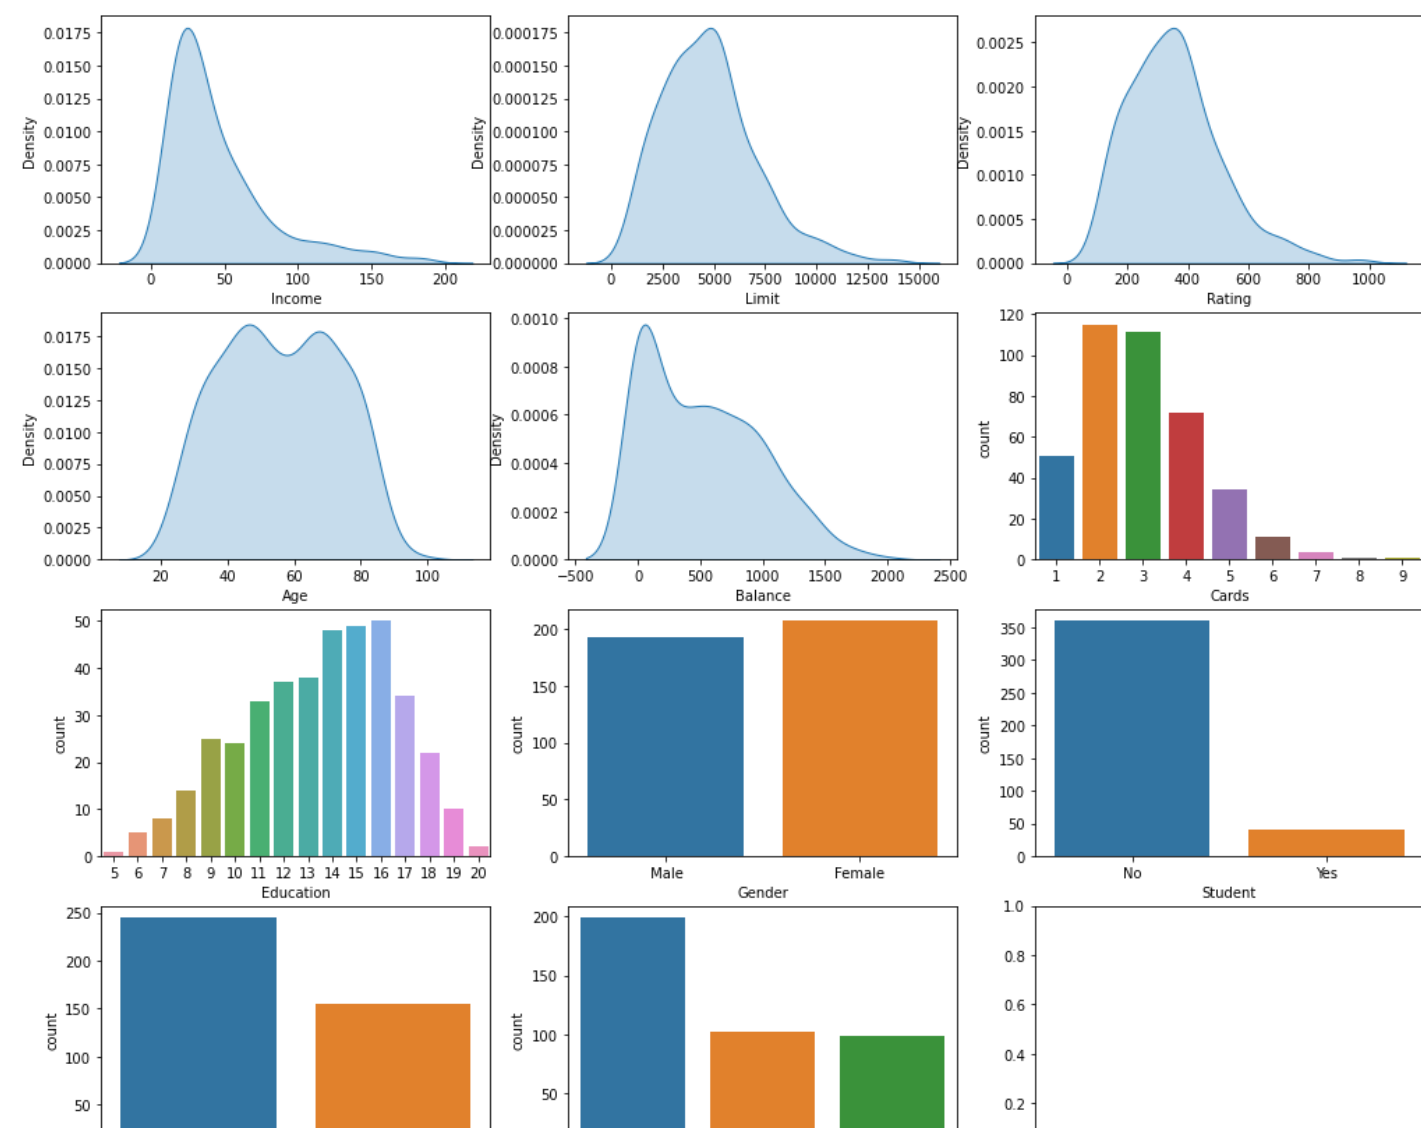 0.0175
0.0150
0.0125
0.0100
0.0075
0.0050
0.0025
0.0000
Density
0 50 100 150 200
Income
0.000175
0.000150
0.000125
0.000100
0.000075
0.000050
0.000025
0.000000
Density
0 2500 5000 7500 10000 12500 15000
Limit
0.0025
0.0020
0.0015
0.0010
0.0005
0.0000
Density
0 200 400 600 800 1000
Rating
0.0175
0.0150
0.0125
0.0100
0.0075
0.0050
0.0025
0.0000
Density
20 40 60 80 100
Age
0.0010
0.0008
0.0006
0.0004
0.0002
0.0000
Density
−500 0 500 1000 1500 2000 2500
Balance
120
100
80
60
40
20
0
count
1 2 3 4 5 6 7 8 9
Cards
50
40
30
20
10
0
count
5 6 7 8 9 10 11 12 13 14 15 16 17 18 19 20
Education
200
150
100
50
0
count
Male Female
Gender
350
300
250
200
150
100
50
0
count
No Yes
Student
250
200
150
100
50
count
200
150
100
50
count
1.0
0.8
0.6
0.4
0.2